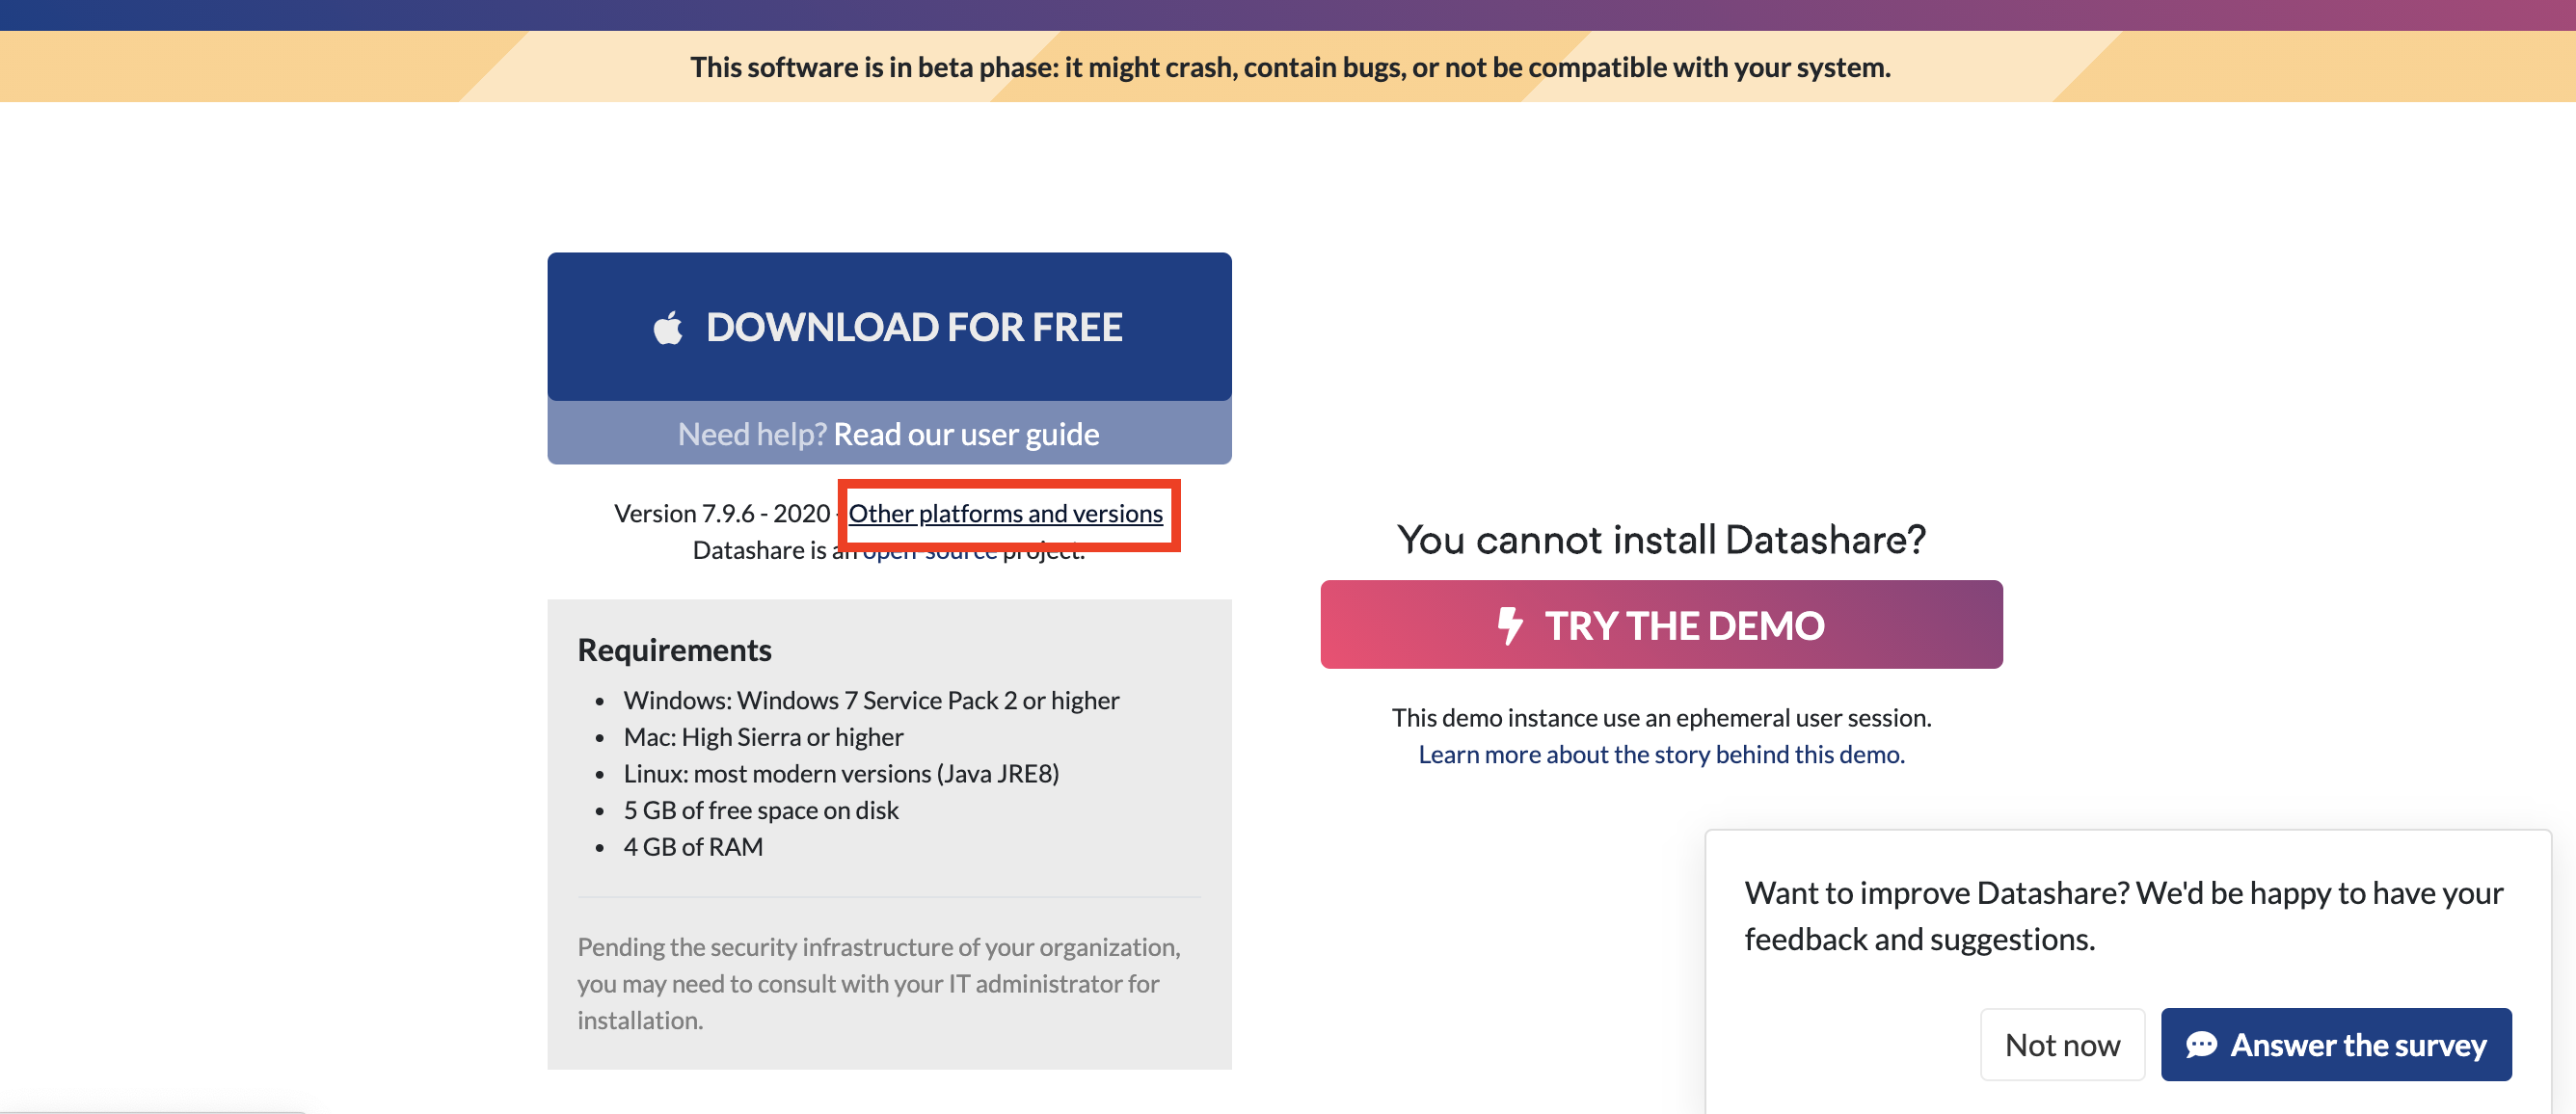 This software is in beta phase: it might crash, contain bugs, or not be compatible with your system.
DOWNLOAD FOR FREE
Need help? Read our user guide
Version 7.9.6 - 2020 - Other platforms and versions
Datashare is an open-source project.
Requirements
• Windows: Windows 7 Service Pack 2 or higher
• Mac: High Sierra or higher
• Linux: most modern versions (Java JRE8)
• 5 GB of free space on disk
• 4 GB of RAM
Pending the security infrastructure of your organization,
you may need to consult with your IT administrator for
installation.
You cannot install Datashare?
TRY THE DEMO
This demo instance use an ephemeral user session.
Learn more about the story behind this demo.
Want to improve Datashare? We'd be happy to have your
feedback and suggestions.
Not now
Answer the survey